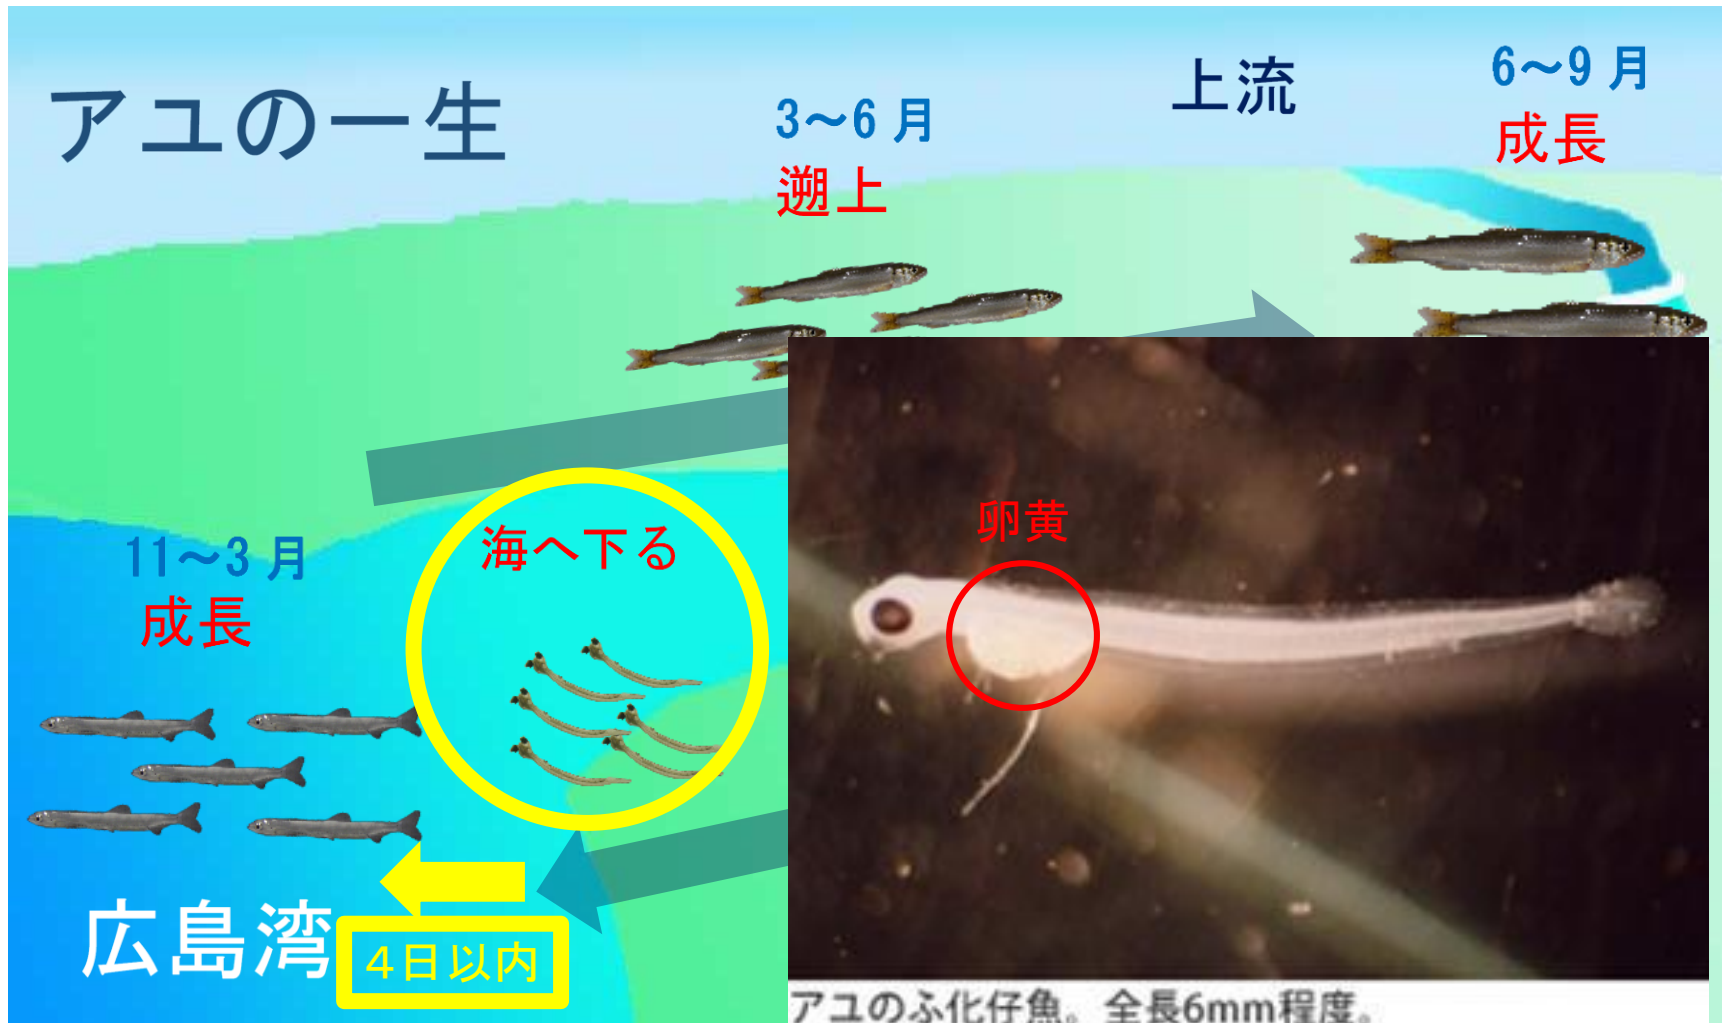 アユの一生
3～6月
遡上
上流
6～9月
成長
海へ下る
卵黄
11～3月
成長
広島湾
4日以内
アユのふ化仔魚。全長6mm程度。